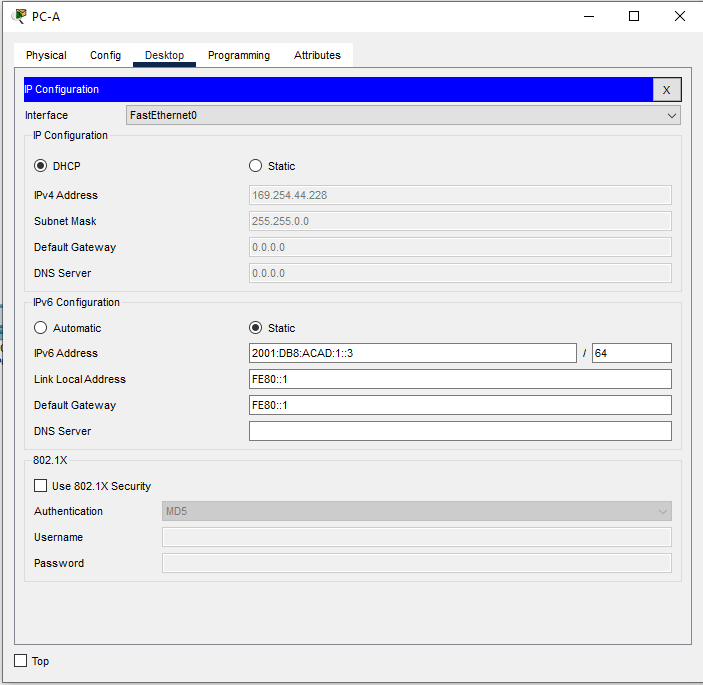 PC-A
Physical Config Desktop Programming Attributes
IP Configuration X
Interface FastEthernet0
IP Configuration
DHCP Static
IPv4 Address 169.254.44.228
Subnet Mask 255.255.0.0
Default Gateway 0.0.0.0
DNS Server 0.0.0.0
IPv6 Configuration
Automatic Static
IPv6 Address 2001:DB8:ACAD:1::3 / 64
Link Local Address FE80::1
Default Gateway FE80::1
DNS Server
802.1X
Use 802.1X Security
Authentication MD5
Username
Password
Top